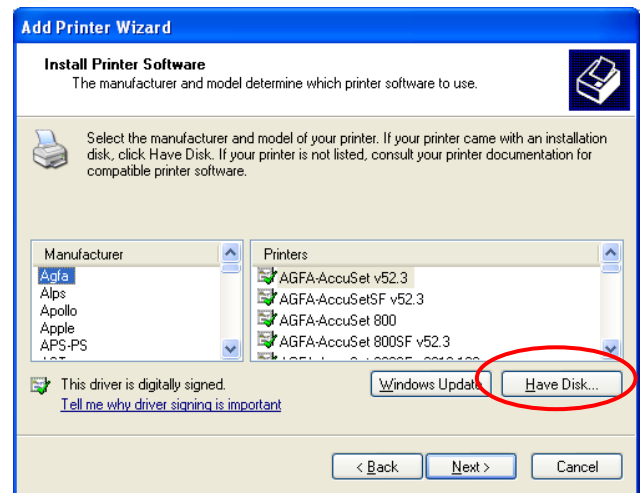 Add Printer Wizard
Install Printer Software
The manufacturer and model determine which printer software to use.
Select the manufacturer and model of your printer. If your printer came with an installation
disk, click Have Disk. If your printer is not listed, consult your printer documentation for
compatible printer software.
Manufacturer
Agfa
Alps
Apollo
Apple
APS-PS
Printers
AGFA-AccuSet v52.3
AGFA-AccuSetSF v52.3
AGFA-AccuSet 800
AGFA-AccuSet 800SF v52.3
This driver is digitally signed.
Tell me why driver signing is important
Windows Update
Have Disk...
< Back
Next >
Cancel